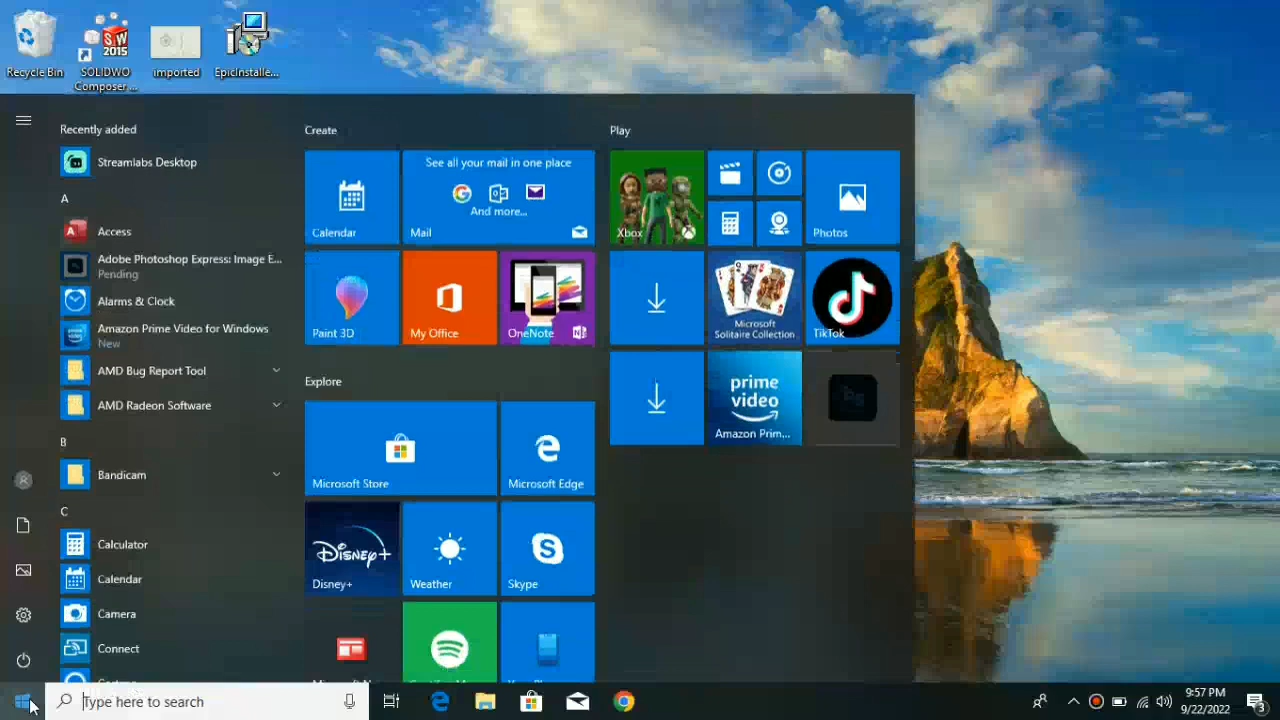 SW
2015
Recycle Bin
SOLIDWO
Composer ...
imported
EpicInstalle...
Recently added
Streamlabs Desktop
A
Access
Adobe Photoshop Express: Image E...
Pending
Alarms & Clock
Amazon Prime Video for Windows
New
AMD Bug Report Tool
AMD Radeon Software
B
Bandicam
C
Calculator
Calendar
Camera
Connect
Create
Calendar
See all your mail in one place
And more...
Mail
Paint 3D
My Office
OneNote
Explore
Microsoft Store
Microsoft Edge
Disney+
Disney+
Weather
Skype
Play
Xbox
Photos
Microsoft
Solitaire Collection
TikTok
prime
video
Amazon Prim...
Type here to search
9:57 PM
9/22/2022
3